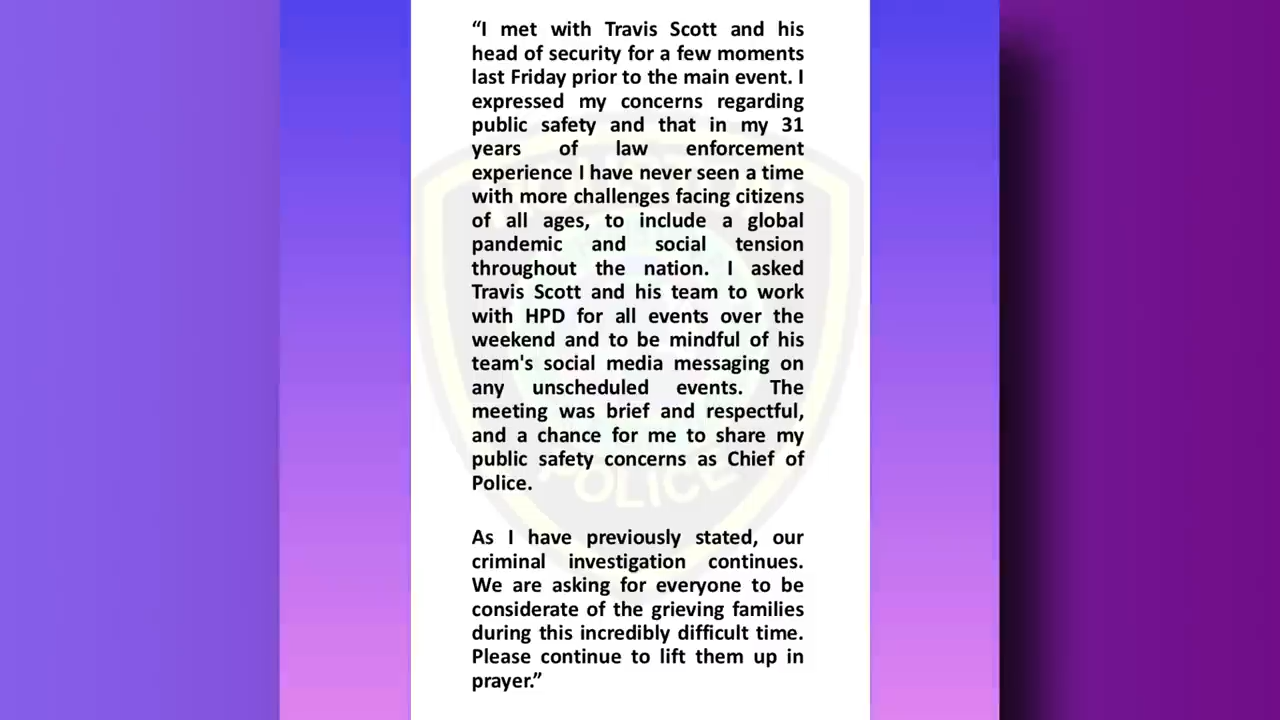 “I met with Travis Scott and his
head of security for a few moments
last Friday prior to the main event. I
expressed my concerns regarding
public safety and that in my 31
years of law enforcement
experience I have never seen a time
with more challenges facing citizens
of all ages, to include a global
pandemic and social tension
throughout the nation. I asked
Travis Scott and his team to work
with HPD for all events over the
weekend and to be mindful of his
team's social media messaging on
any unscheduled events. The
meeting was brief and respectful,
and a chance for me to share my
public safety concerns as Chief of
Police.
POLICE
As I have previously stated, our
criminal investigation continues.
We are asking for everyone to be
considerate of the grieving families
during this incredibly difficult time.
Please continue to lift them up in
prayer.”